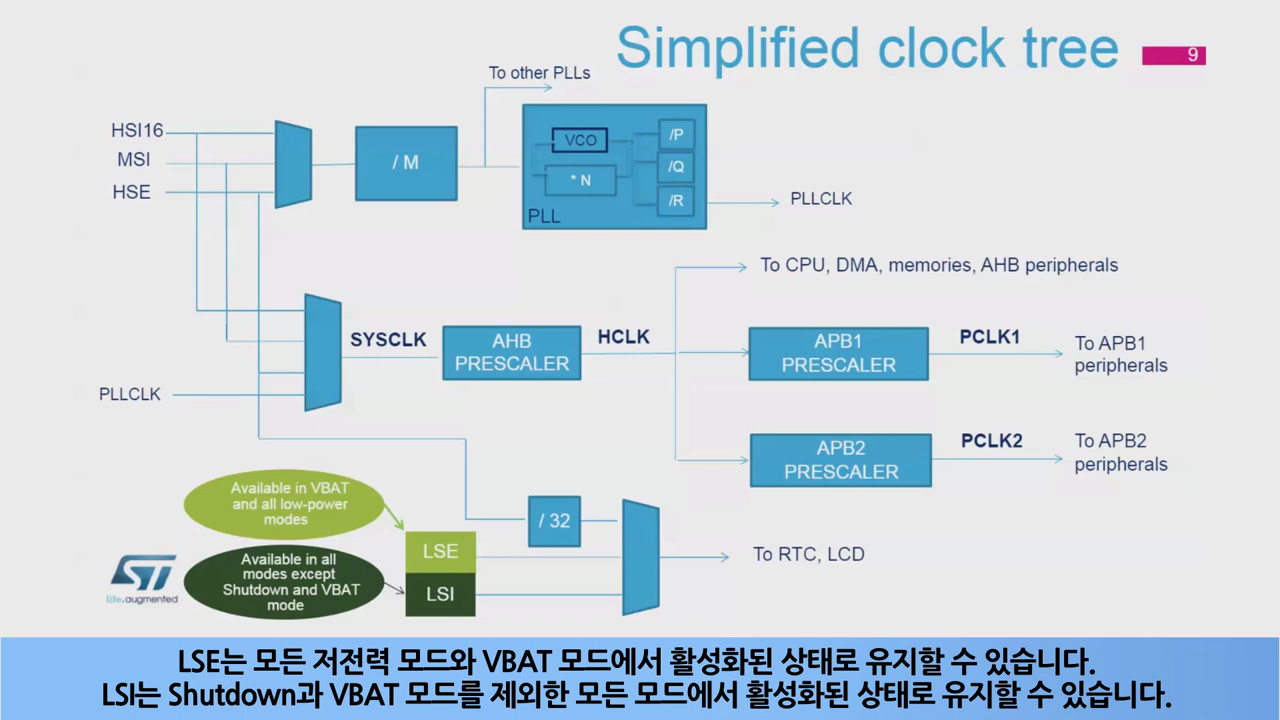 Simplified clock tree
9
To other PLLs
HSI16
MSI
HSE
/ M
VCO
* N
/P
/Q
/R
PLL
PLLCLK
To CPU, DMA, memories, AHB peripherals
SYSCLK
AHB
PRESCALER
HCLK
APB1
PRESCALER
PCLK1
To APB1
peripherals
PLLCLK
APB2
PRESCALER
PCLK2
To APB2
peripherals
Available in VBAT
and all low-power
modes
/ 32
LSE
To RTC, LCD
Available in all
modes except
Shutdown and VBAT
mode
LSI
ST
life.augmented
LSE는 모든 저전력 모드와 VBAT 모드에서 활성화된 상태로 유지할 수 있습니다.
LSI는 Shutdown과 VBAT 모드를 제외한 모든 모드에서 활성화된 상태로 유지할 수 있습니다.